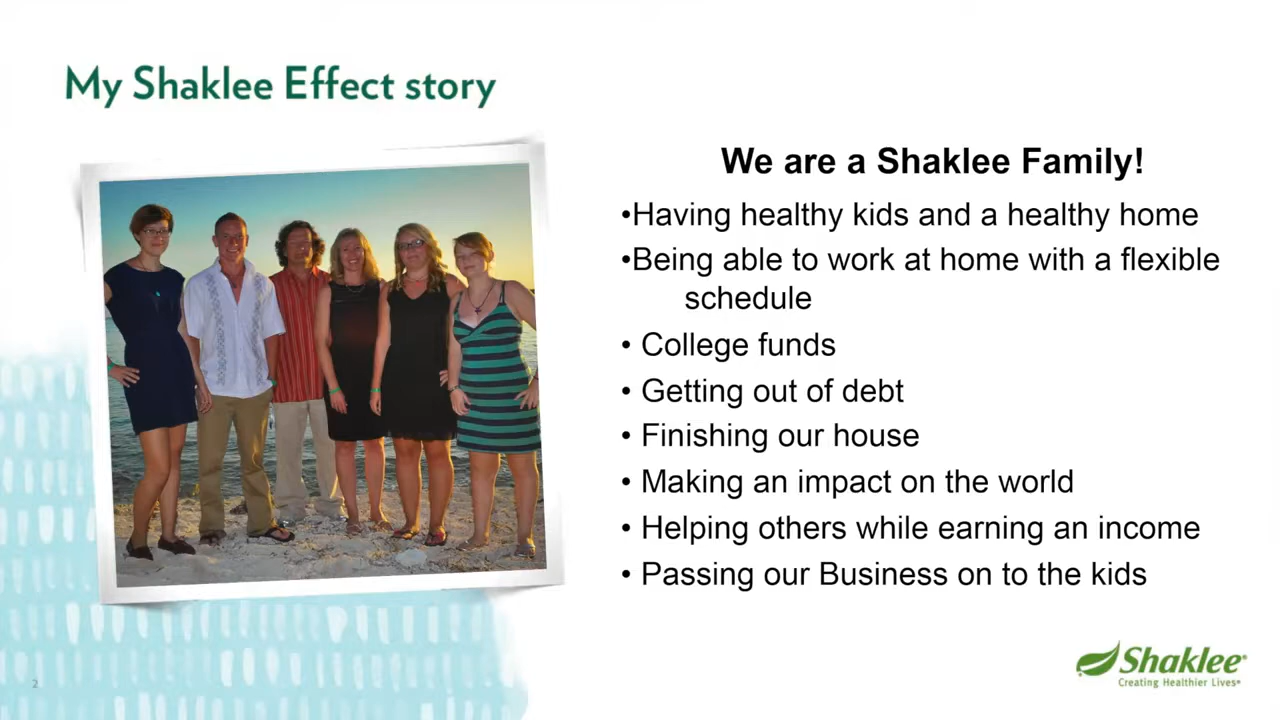 My Shaklee Effect story
We are a Shaklee Family!
•Having healthy kids and a healthy home
•Being able to work at home with a flexible
schedule
• College funds
• Getting out of debt
• Finishing our house
• Making an impact on the world
• Helping others while earning an income
• Passing our Business on to the kids
Shaklee®
Creating Healthier Lives®
2